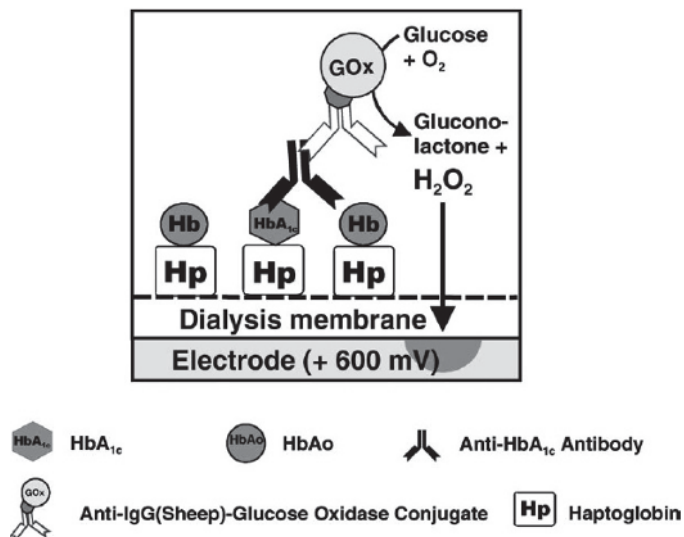 GOx
Glucose
+ O₂
Glucono-
lactone +
H₂O₂
Hb HbA₁c Hb
Hp Hp Hp
Dialysis membrane
Electrode (+ 600 mV)
HbA₁c HbA₁c HbAo HbAo Anti-HbA₁c Antibody
GOx Anti-IgG(Sheep)-Glucose Oxidase Conjugate Hp Haptoglobin